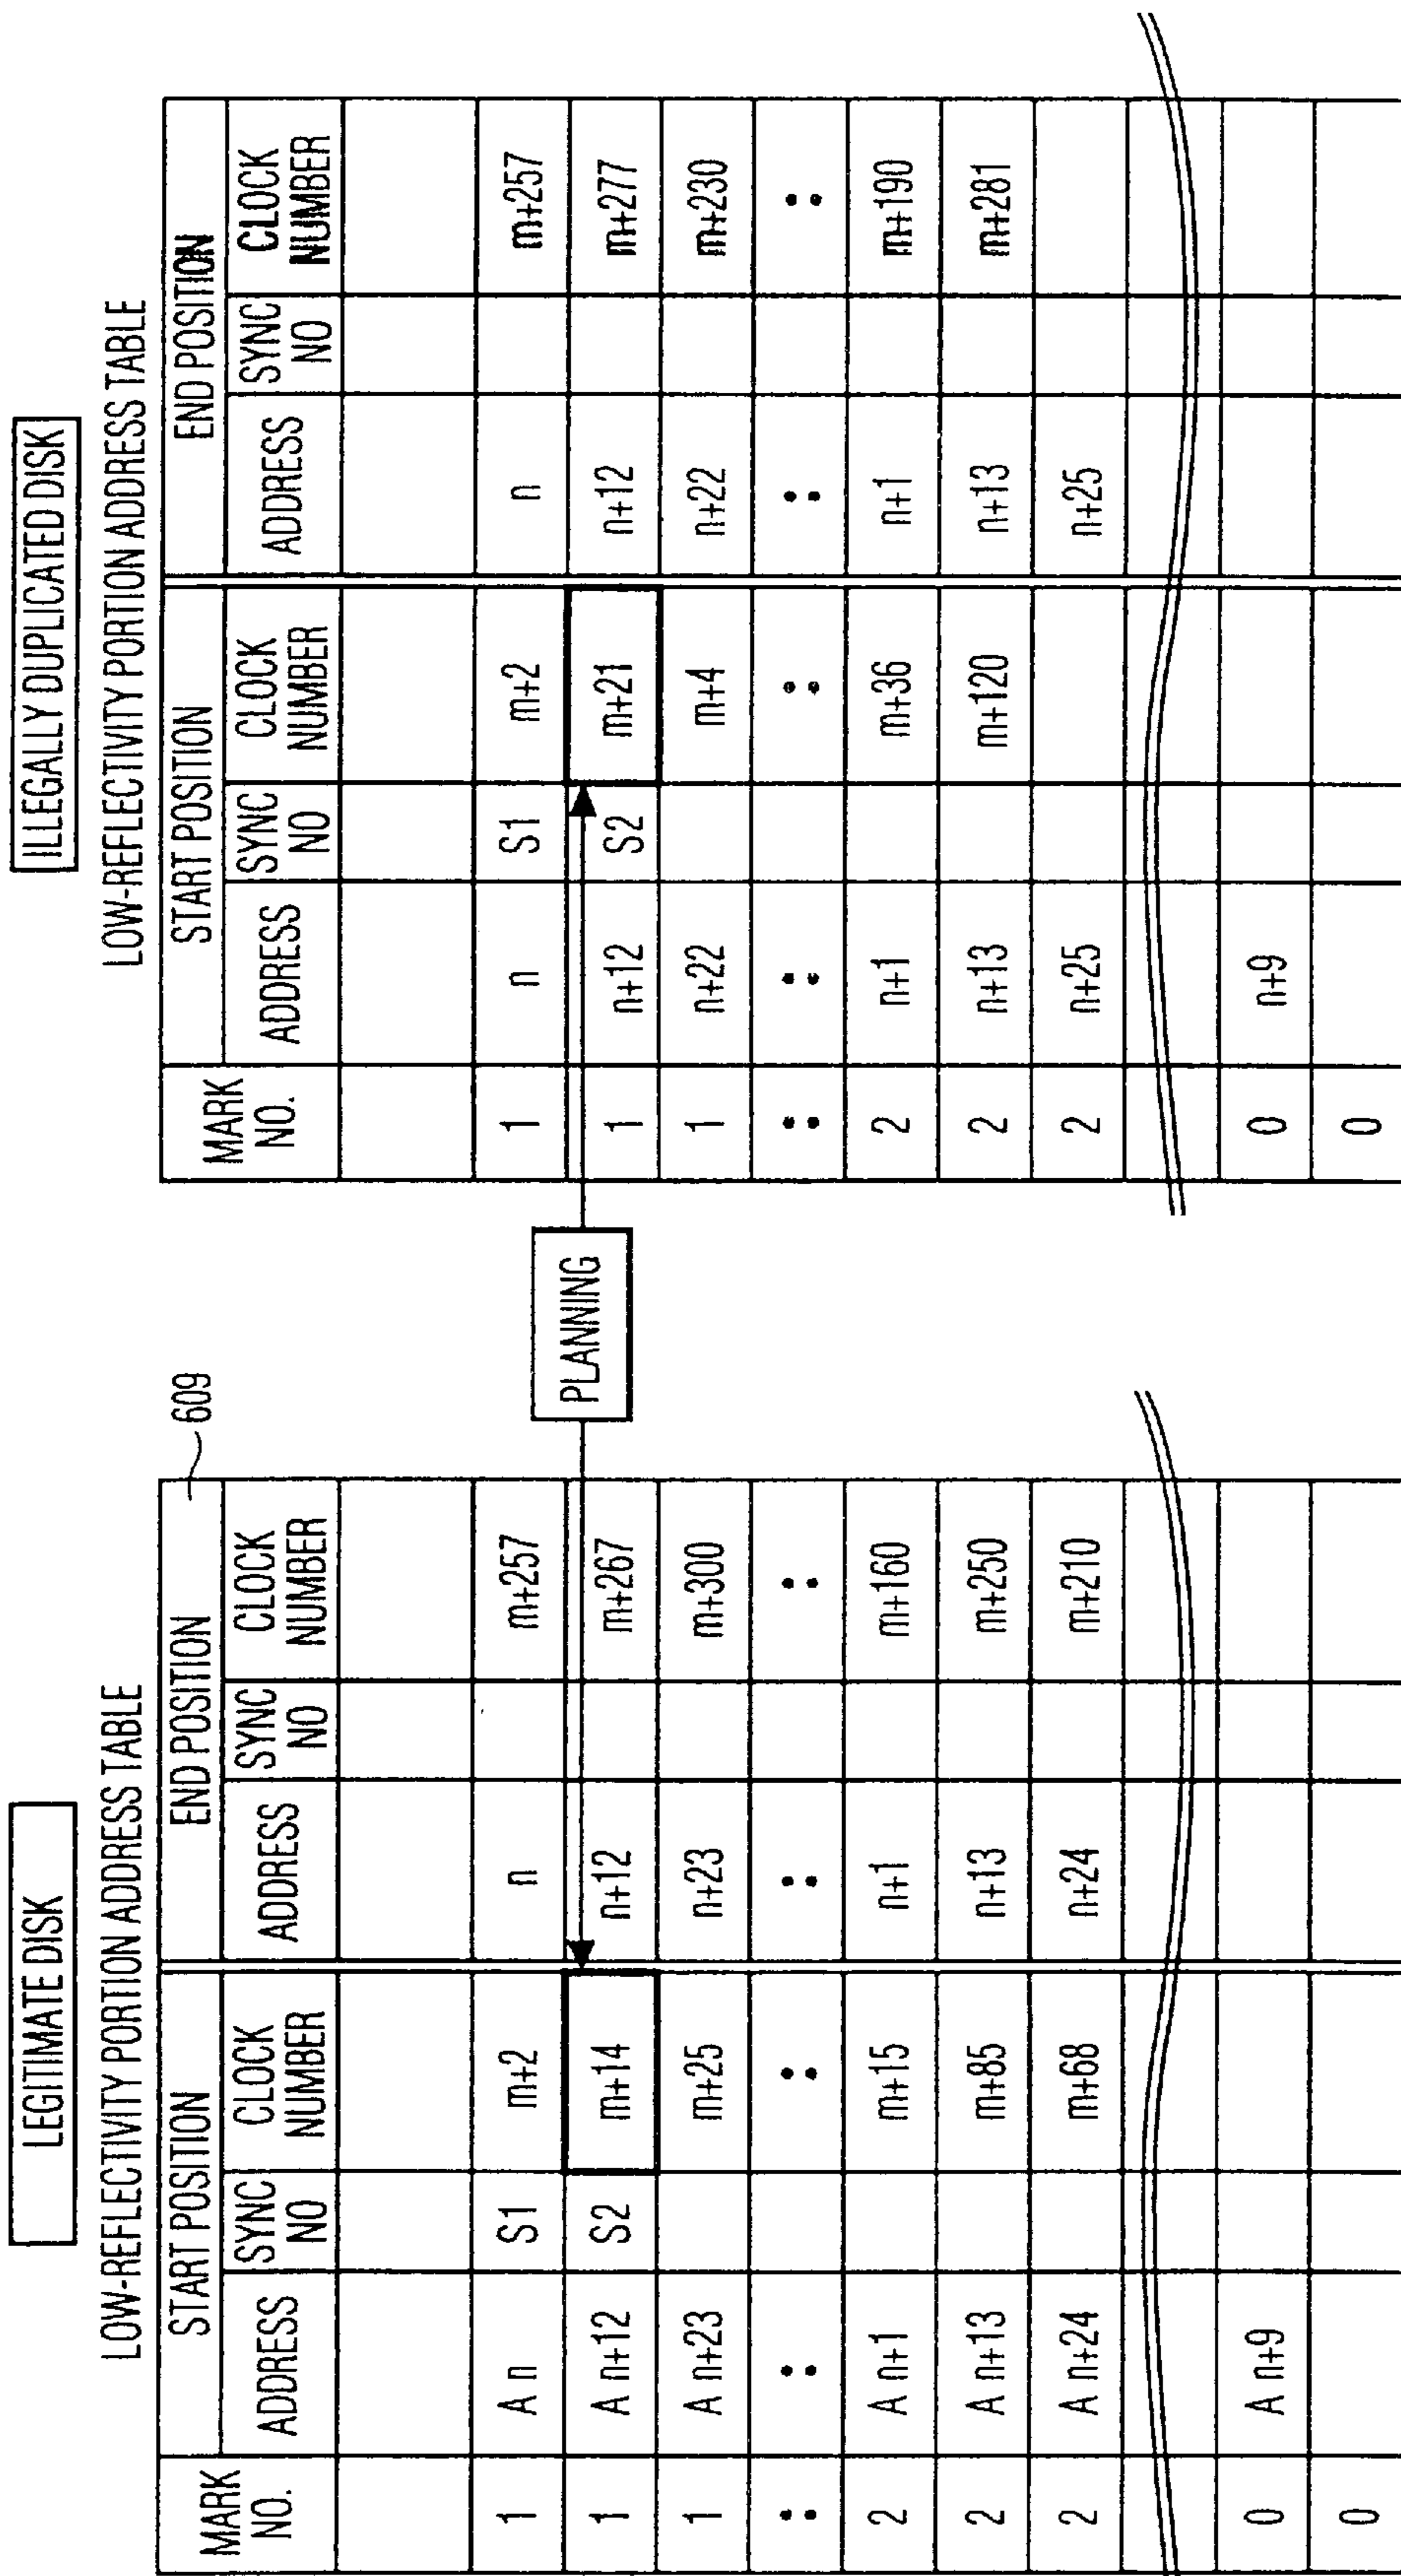 LEGITIMATE DISK
LOW-REFLECTIVITY PORTION ADDRESS TABLE
609
MARK NO. START POSITION END POSITION
ADDRESS SYNC NO CLOCK NUMBER ADDRESS SYNC NO CLOCK NUMBER
1 A n S1 m+2 n m+257
1 A n+12 S2 m+14 n+12 m+267
1 A n+23 m+25 n+23 m+300
: : : : :
2 A n+1 m+15 n+1 m+160
2 A n+13 m+85 n+13 m+250
2 A n+24 m+68 n+24 m+210
0 A n+9
0
PLANNING
ILLEGALLY DUPLICATED DISK
LOW-REFLECTIVITY PORTION ADDRESS TABLE
MARK NO. START POSITION END POSITION
ADDRESS SYNC NO CLOCK NUMBER ADDRESS SYNC NO CLOCK NUMBER
1 n S1 m+2 n m+257
1 n+12 S2 m+21 n+12 m+277
1 n+22 m+4 n+22 m+230
: : : : :
2 n+1 m+36 n+1 m+190
2 n+13 m+120 n+13 m+281
2 n+25 n+25
0 n+9
0